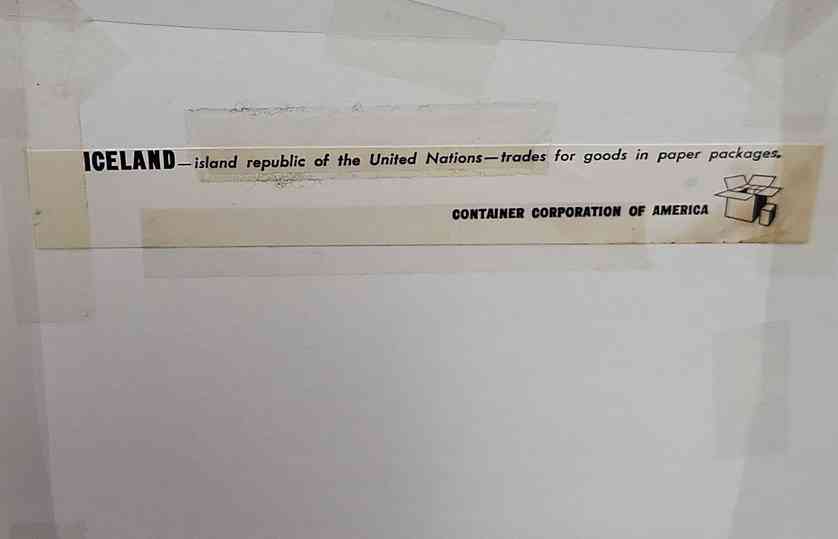 ICELAND—island republic of the United Nations—trades for goods in paper packages.
CONTAINER CORPORATION OF AMERICA